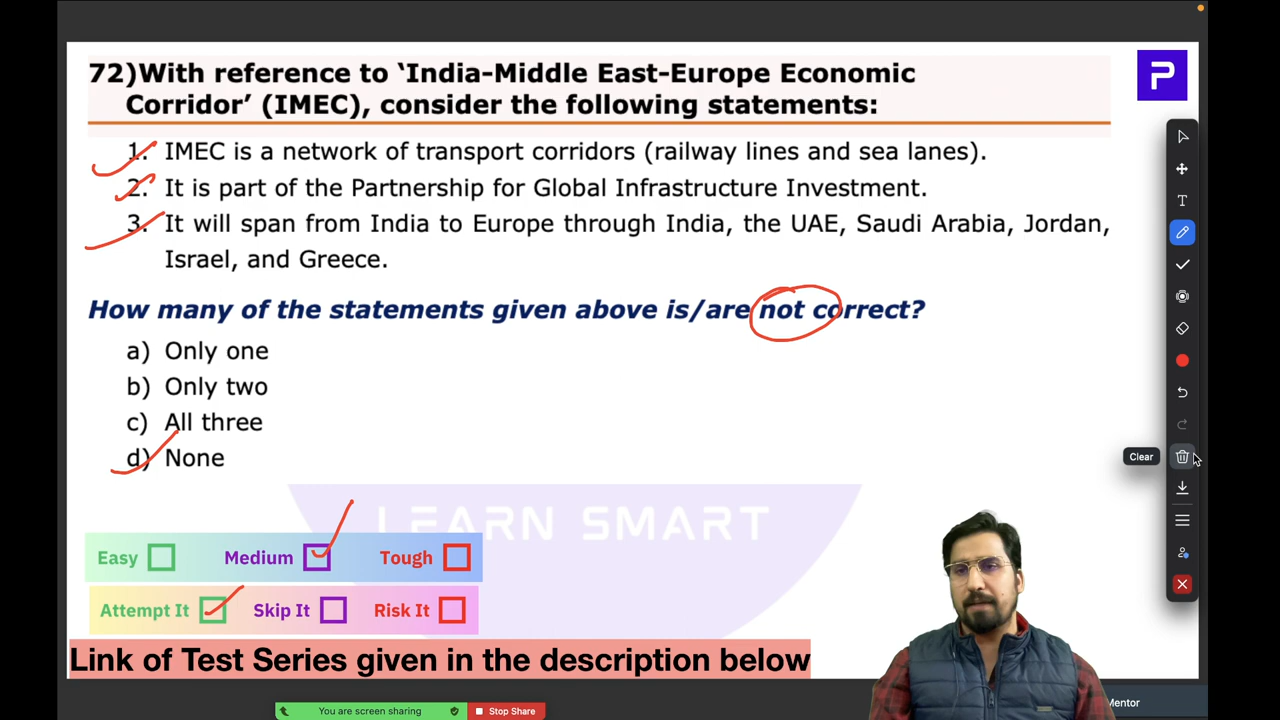 72)With reference to ‘India-Middle East-Europe Economic
Corridor’ (IMEC), consider the following statements:
1. IMEC is a network of transport corridors (railway lines and sea lanes).
2. It is part of the Partnership for Global Infrastructure Investment.
3. It will span from India to Europe through India, the UAE, Saudi Arabia, Jordan,
Israel, and Greece.
How many of the statements given above is/are not correct?
a) Only one
b) Only two
c) All three
d) None
Clear
LEARN SMART
Easy Medium Tough
Attempt It Skip It Risk It
Link of Test Series given in the description below
Mentor
You are screen sharing Stop Share